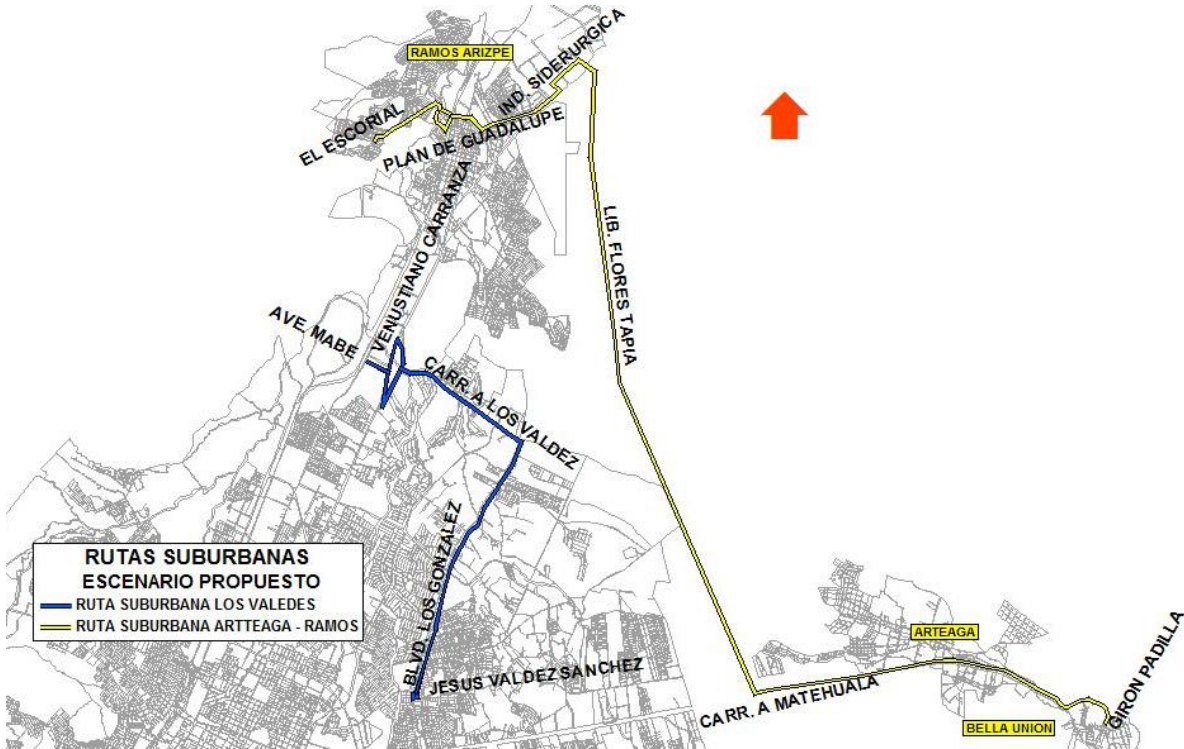 RAMOS ARIZPE
IND. SIDERURGICA
EL ESCORIAL
PLAN DE GUADALUPE
VENUSTIANO CARRANZA
LIB. FLORES TAPIA
AVE. MABE
CARR. A LOS VALDEZ
BLVD. LOS GONZALEZ
RUTAS SUBURBANAS
ESCENARIO PROPUESTO
RUTA SUBURBANA LOS VALEDES
RUTA SUBURBANA ARTTEAGA - RAMOS
JESUS VALDEZ SANCHEZ
ARTEAGA
CARR. A MATEHUALA
BELLA UNION
GIRON PADILLA